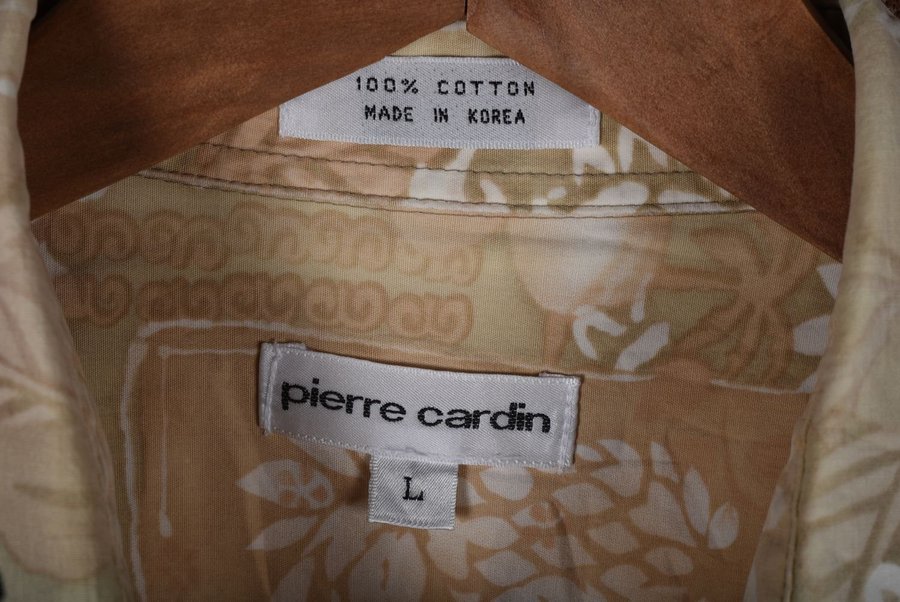 100% COTTON
MADE IN KOREA
pierre cardin
L